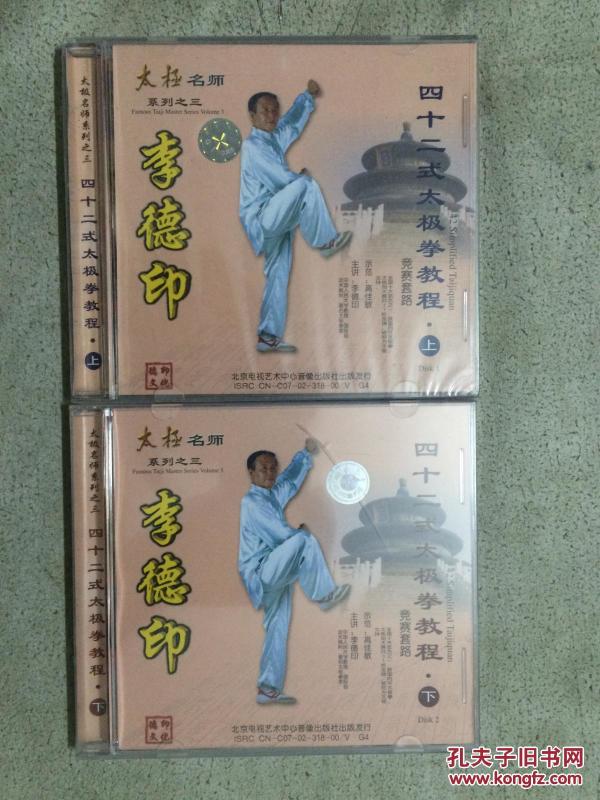 太极名师系列之三
四十二式太极拳教程·上
太极名师
系列之三
Famous Taiji Master Series Volume 3
李德印
四十二式太极拳教程·上
42 Simplified Taijiquan
竞赛套路
示范:高佳敏
主讲:李德印
Disk 1
北京电视艺术中心音像出版社出版发行
ISRC CN-C07-02-318-00/V G4
太极名师系列之三
四十二式太极拳教程·下
太极名师
系列之三
Famous Taiji Master Series Volume 3
李德印
四十二式太极拳教程·下
Simplified Taijiquan
竞赛套路
示范:高佳敏
主讲:李德印
Disk 2
北京电视艺术中心音像出版社出版发行
ISRC CN-C07-02-318-00/V G4
孔夫子旧书网
www.kongfz.com